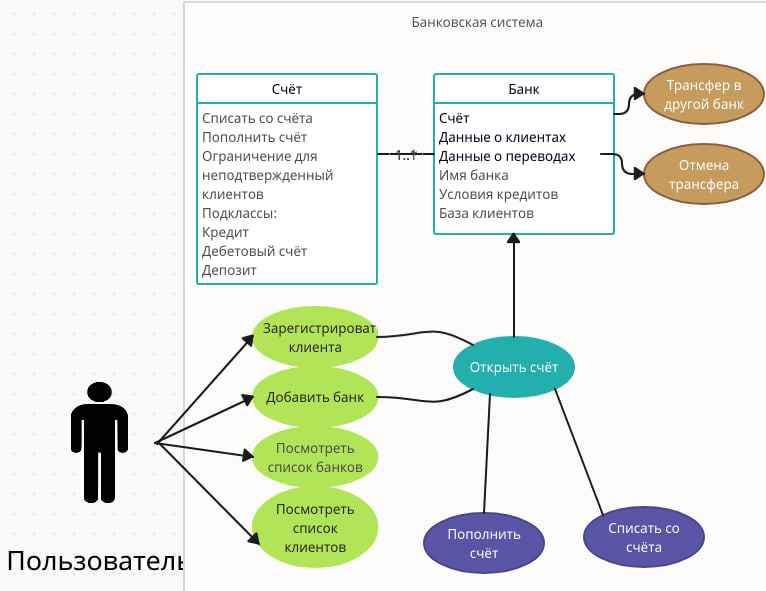 Банковская система
Счёт
Списать со счёта
Пополнить счёт
Ограничение для
неподтвержденный
клиентов
Подклассы:
Кредит
Дебетовый счёт
Депозит
1..*
Банк
Счёт
Данные о клиентах
Данные о переводах
Имя банка
Условия кредитов
База клиентов
Трансфер в
другой банк
Отмена
трансфера
Зарегистрироват
клиента
Добавить банк
Посмотреть
список банков
Посмотреть
список
клиентов
Открыть счёт
Пополнить
счёт
Списать со
счёта
Пользователь